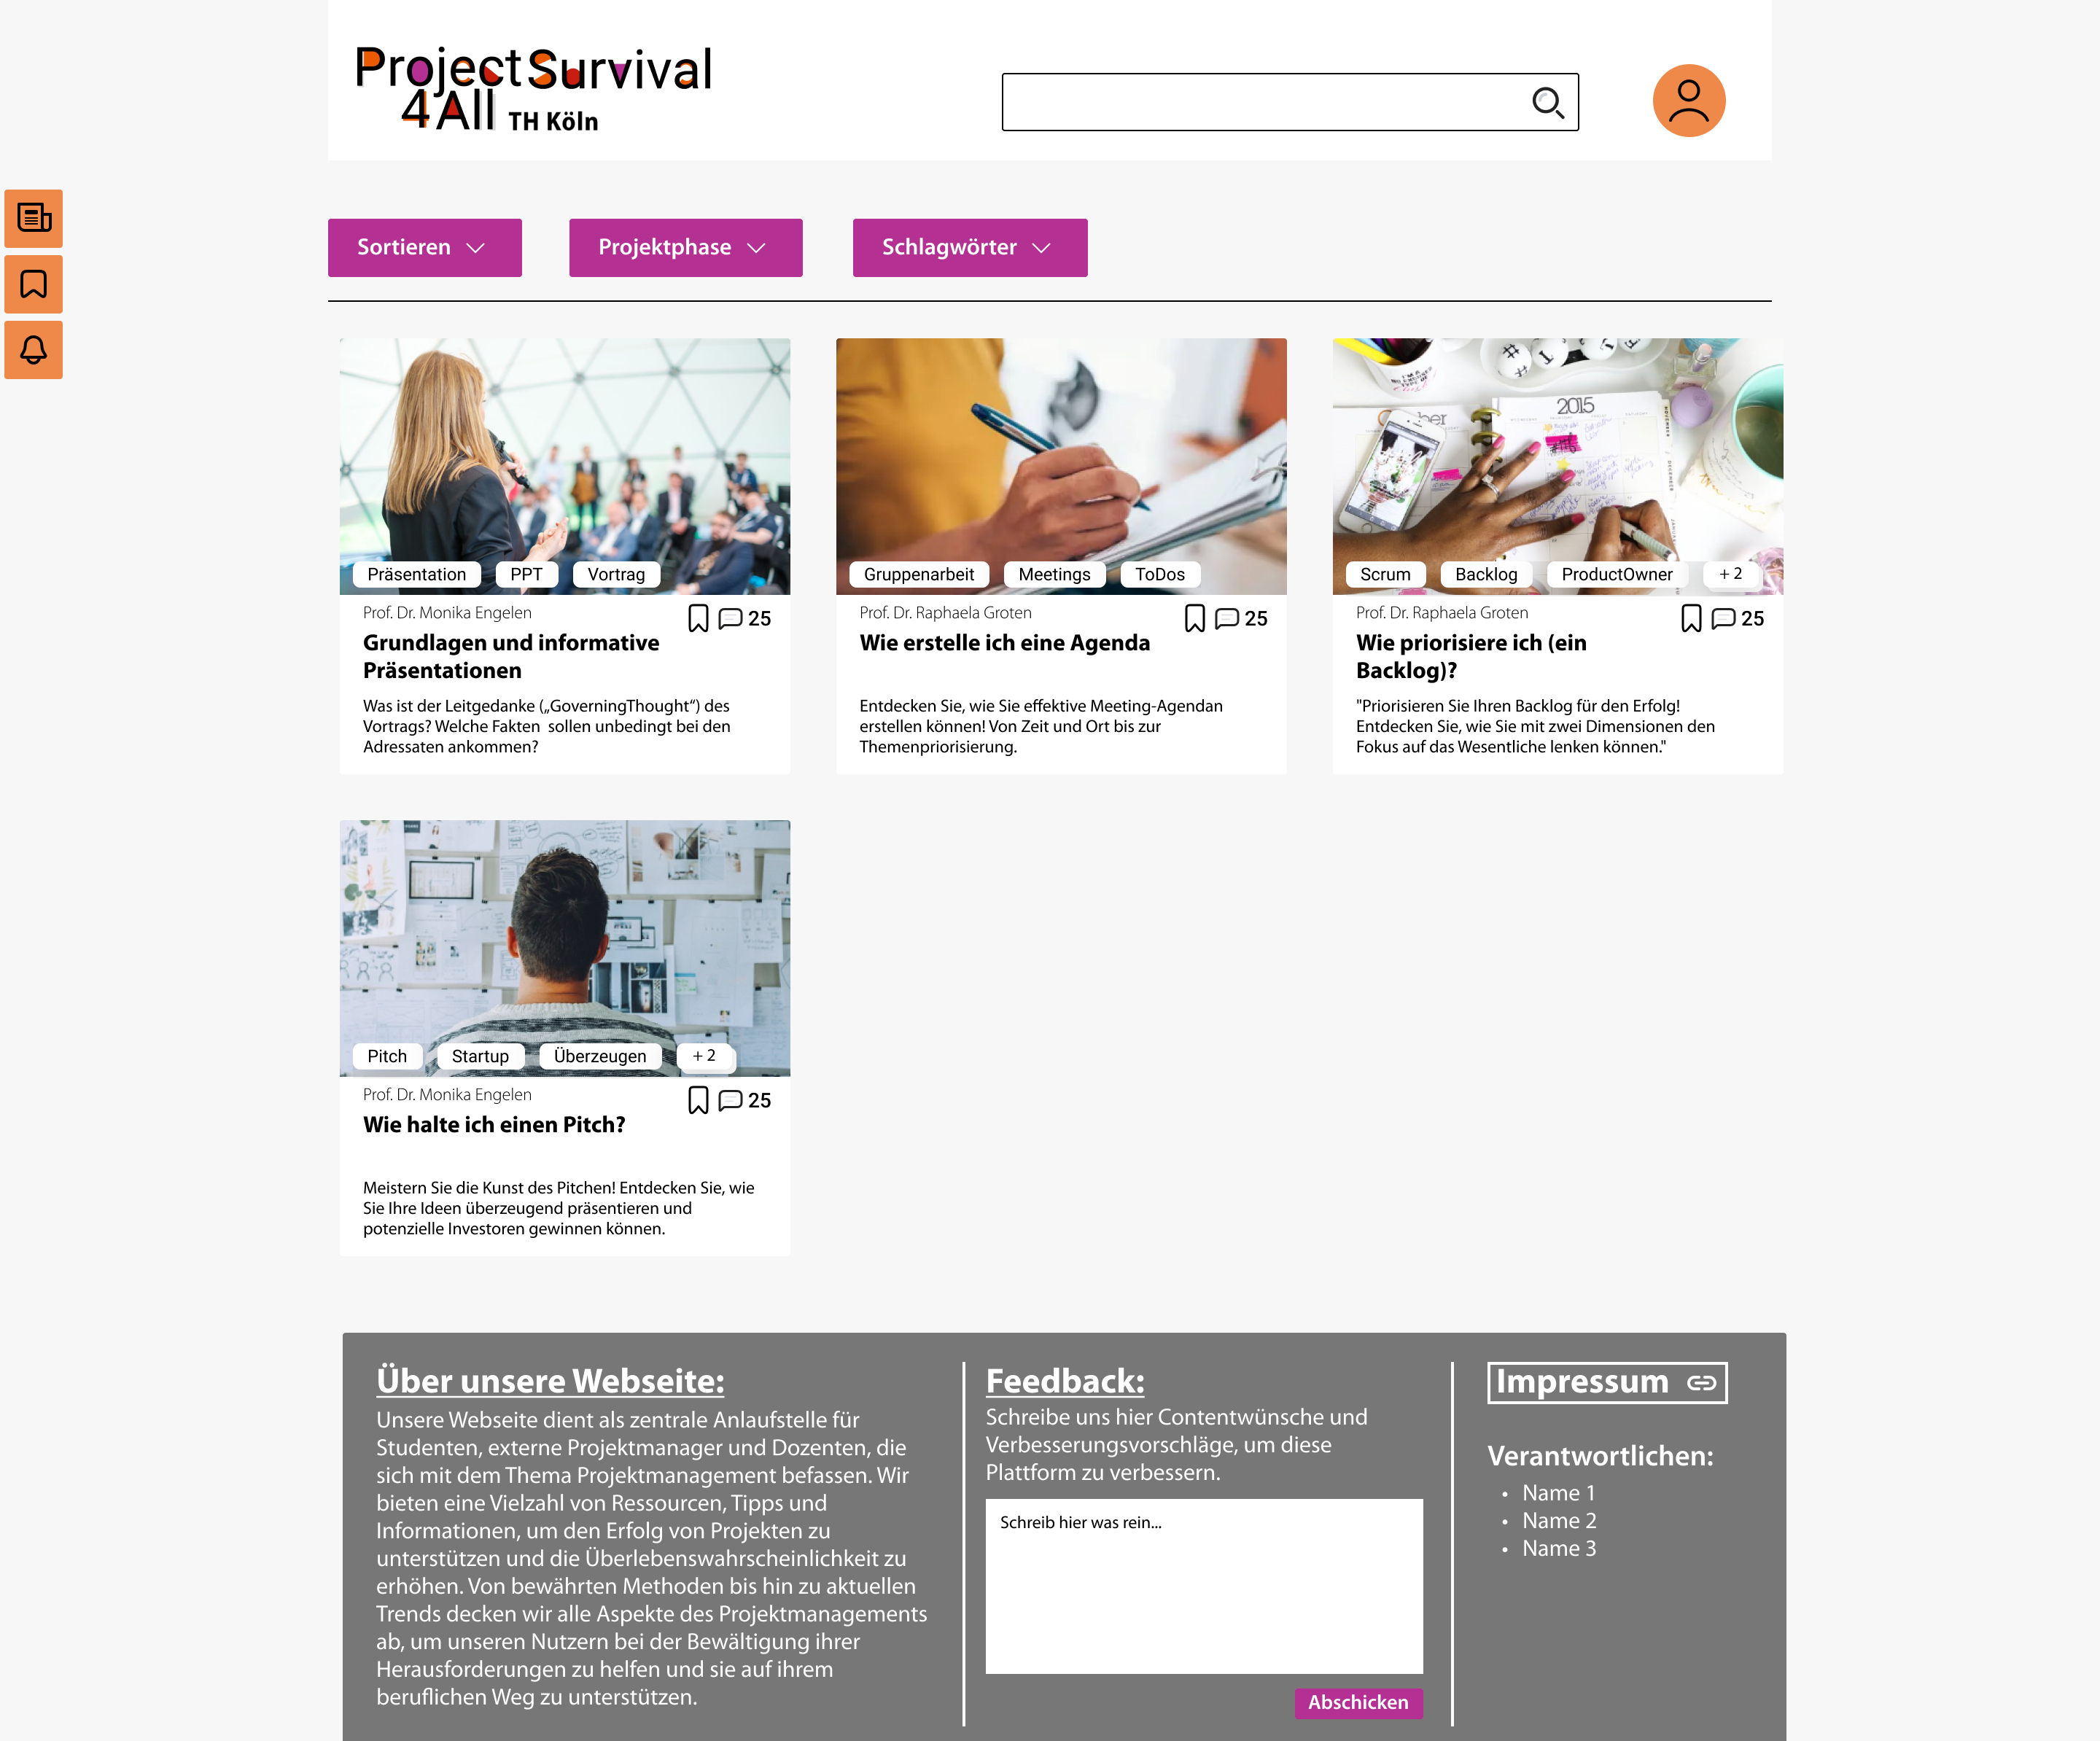 ProjectSurvival
4All TH Köln
Sortieren
Projektphase
Schlagwörter
2015
Präsentation
PPT
Vortrag
Gruppenarbeit
Meetings
ToDos
Scrum
Backlog
ProductOwner
+ 2
Prof. Dr. Monika Engelen
25
Grundlagen und informative
Präsentationen
Was ist der Leitgedanke („GoverningThought“) des
Vortrags? Welche Fakten  sollen unbedingt bei den
Adressaten ankommen?
Prof. Dr. Raphaela Groten
25
Wie erstelle ich eine Agenda
Entdecken Sie, wie Sie effektive Meeting-Agendan
erstellen können! Von Zeit und Ort bis zur
Themenpriorisierung.
Prof. Dr. Raphaela Groten
25
Wie priorisiere ich (ein
Backlog)?
"Priorisieren Sie Ihren Backlog für den Erfolg!
Entdecken Sie, wie Sie mit zwei Dimensionen den
Fokus auf das Wesentliche lenken können."
Pitch
Startup
Überzeugen
+ 2
Prof. Dr. Monika Engelen
25
Wie halte ich einen Pitch?
Meistern Sie die Kunst des Pitchen! Entdecken Sie, wie
Sie Ihre Ideen überzeugend präsentieren und
potenzielle Investoren gewinnen können.
Über unsere Webseite:
Unsere Webseite dient als zentrale Anlaufstelle für
Studenten, externe Projektmanager und Dozenten, die
sich mit dem Thema Projektmanagement befassen. Wir
bieten eine Vielzahl von Ressourcen, Tipps und
Informationen, um den Erfolg von Projekten zu
unterstützen und die Überlebenswahrscheinlichkeit zu
erhöhen. Von bewährten Methoden bis hin zu aktuellen
Trends decken wir alle Aspekte des Projektmanagements
ab, um unseren Nutzern bei der Bewältigung ihrer
Herausforderungen zu helfen und sie auf ihrem
beruflichen Weg zu unterstützen.
Feedback:
Schreibe uns hier Contentwünsche und
Verbesserungsvorschläge, um diese
Plattform zu verbessern.
Schreib hier was rein...
Abschicken
Impressum
Verantwortlichen:
• Name 1
• Name 2
• Name 3